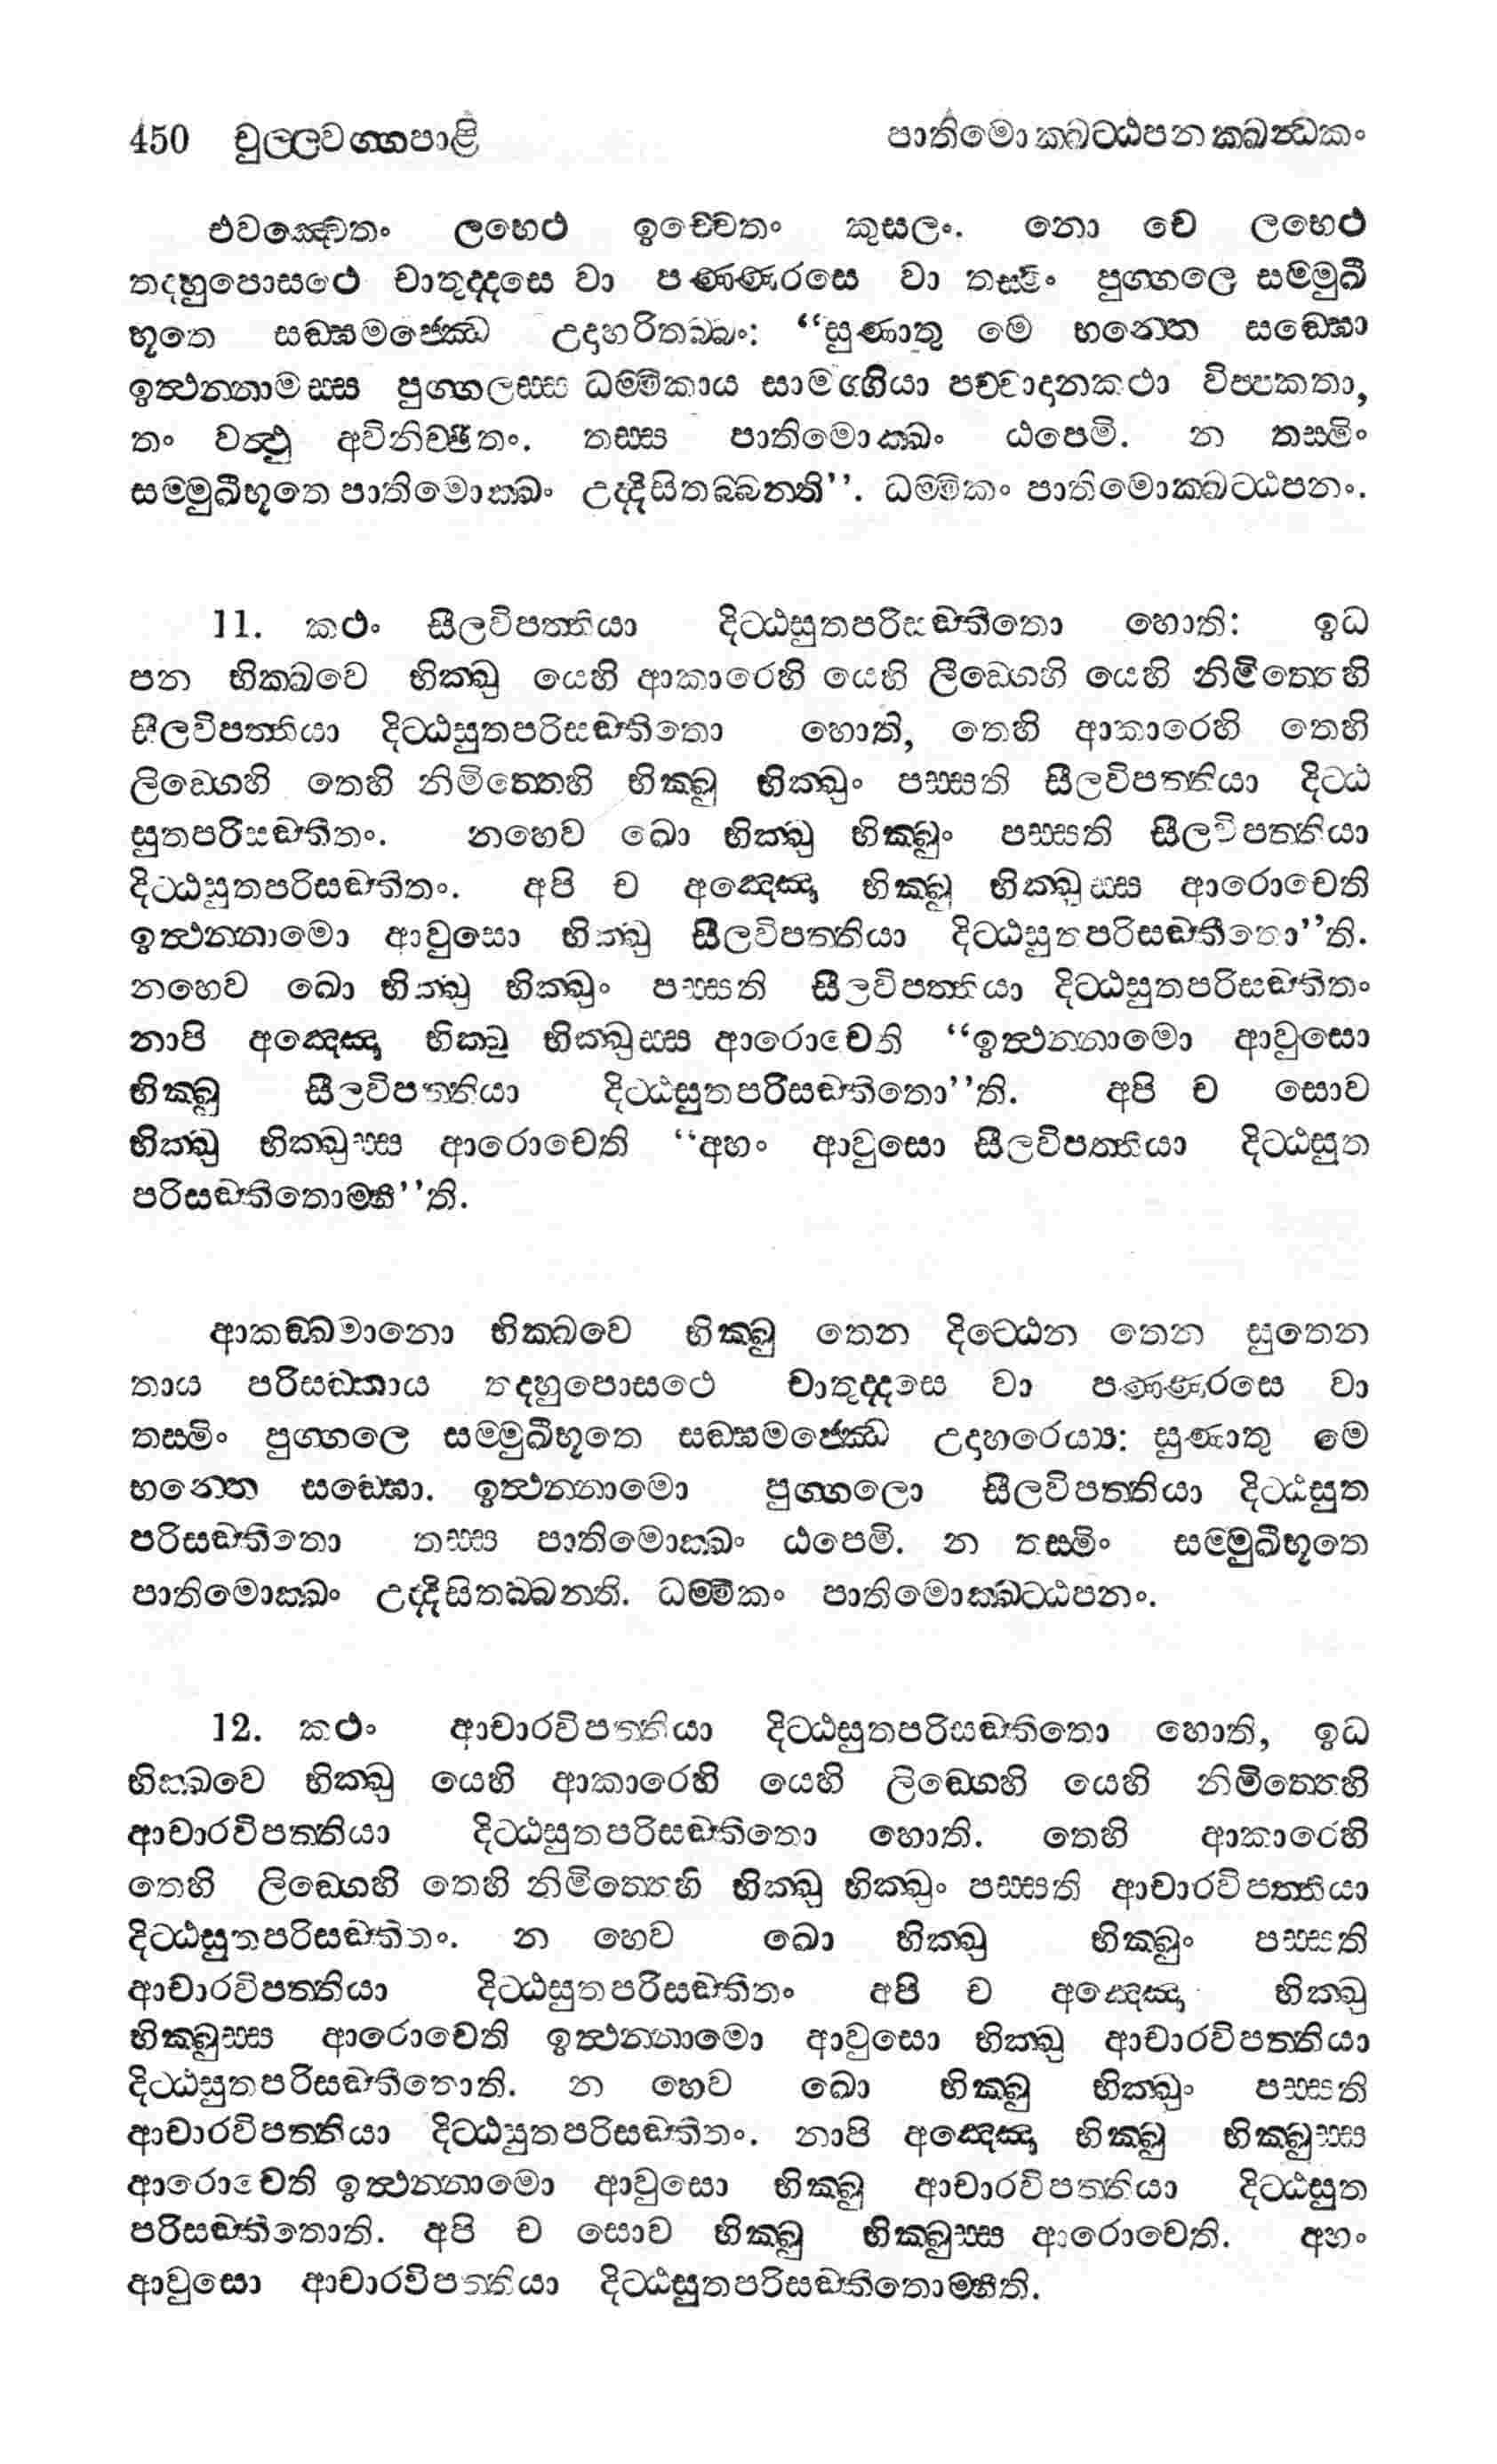 450 චුල්ලවග්ගපාළි පාතිමොක්ඛට්ඨපනක්ඛන්ධකං
එවඤ්චෙතං ලභෙථ ඉච්චෙතං කුසලං. නො චෙ ලභෙථ
තදහුපොසථෙ චාතුද්දසෙ වා පණ්ණරසෙ වා තස්මිං පුග්ගලෙ සම්මුඛී
භූතෙ සඞ්ඝමජ්ඣෙ උදාහරිතබ්බං: “සුණාතු මෙ භන්තෙ සඞ්ඝො
ඉත්ථන්නාමස්ස පුග්ගලස්ස ධම්මිකාය සාමග්ගියා පච්චාදානකථා විප්පකතා,
තං වත්ථු අවිනිච්ඡිතං. තස්ස පාතිමොක්ඛං ඨපෙමි. න තස්මිං
සම්මුඛීභූතෙ පාතිමොක්ඛං උද්දිසිතබ්බන්ති’’. ධම්මිකං පාතිමොක්ඛට්ඨපනං.
11. කථං සීලවිපත්තියා දිට්ඨසුතපරිසඞ්කිතො හොති: ඉධ
පන භික්ඛවෙ භික්ඛු යෙහි ආකාරෙහි යෙහි ලිඞ්ගෙහි යෙහි නිමිත්තෙහි
සීලවිපත්තියා දිට්ඨසුතපරිසඞ්කිතො හොති, තෙහි ආකාරෙහි තෙහි
ලිඞ්ගෙහි තෙහි නිමිත්තෙහි භික්ඛු භික්ඛුං පස්සති සීලවිපත්තියා දිට්ඨ
සුතපරිසඞ්කිතං. නහෙව ඛො භික්ඛු භික්ඛුං පස්සති සීලවිපත්තියා
දිට්ඨසුතපරිසඞ්කිතං. අපි ච අඤ්ඤො භික්ඛු භික්ඛුස්ස ආරොචෙති
ඉත්ථන්නාමො ආවුසො භික්ඛු සීලවිපත්තියා දිට්ඨසුතපරිසඞ්කිතො’’ති.
නහෙව ඛො භික්ඛු භික්ඛුං පස්සති සීලවිපත්තියා දිට්ඨසුතපරිසඞ්කිතං
නාපි අඤ්ඤො භික්ඛු භික්ඛුස්ස ආරොචෙති “ඉත්ථන්නාමො ආවුසො
භික්ඛු සීලවිපත්තියා දිට්ඨසුතපරිසඞ්කිතො’’ති. අපි ච සොව
භික්ඛු භික්ඛුස්ස ආරොචෙති “අහං ආවුසො සීලවිපත්තියා දිට්ඨසුත
පරිසඞ්කිතොම්හී’’ති.
ආකඞ්ඛමානො භික්ඛවෙ භික්ඛු තෙන දිට්ඨෙන තෙන සුතෙන
තාය පරිසඞ්කාය තදහුපොසථෙ චාතුද්දසෙ වා පණ්ණරසෙ වා
තස්මිං පුග්ගලෙ සම්මුඛීභූතෙ සඞ්ඝමජ්ඣෙ උදාහරෙය්‍ය: සුණාතු මෙ
භන්තෙ සඞ්ඝො. ඉත්ථන්නාමො පුග්ගලො සීලවිපත්තියා දිට්ඨසුත
පරිසඞ්කිතො තස්ස පාතිමොක්ඛං ඨපෙමි. න තස්මිං සම්මුඛීභූතෙ
පාතිමොක්ඛං උද්දිසිතබ්බන්ති. ධම්මිකං පාතිමොක්ඛට්ඨපනං.
12. කථං ආචාරවිපත්තියා දිට්ඨසුතපරිසඞ්කිතො හොති, ඉධ
භික්ඛවෙ භික්ඛු යෙහි ආකාරෙහි යෙහි ලිඞ්ගෙහි යෙහි නිමිත්තෙහි
ආචාරවිපත්තියා දිට්ඨසුතපරිසඞ්කිතො හොති. තෙහි ආකාරෙහි
තෙහි ලිඞ්ගෙහි තෙහි නිමිත්තෙහි භික්ඛු භික්ඛුං පස්සති ආචාරවිපත්තියා
දිට්ඨසුතපරිසඞ්කිතං. න හෙව ඛො භික්ඛු භික්ඛුං පස්සති
ආචාරවිපත්තියා දිට්ඨසුතපරිසඞ්කිතං අපි ච අඤ්ඤො භික්ඛු
භික්ඛුස්ස ආරොචෙති ඉත්ථන්නාමො ආවුසො භික්ඛු ආචාරවිපත්තියා
දිට්ඨසුතපරිසඞ්කිතොති. න හෙව ඛො භික්ඛු භික්ඛුං පස්සති
ආචාරවිපත්තියා දිට්ඨසුතපරිසඞ්කිතං. නාපි අඤ්ඤො භික්ඛු භික්ඛුස්ස
ආරොචෙති ඉත්ථන්නාමො ආවුසො භික්ඛු ආචාරවිපත්තියා දිට්ඨසුත
පරිසඞ්කිතොති. අපි ච සොව භික්ඛු භික්ඛුස්ස ආරොචෙති. අහං
ආවුසො ආචාරවිපත්තියා දිට්ඨසුතපරිසඞ්කිතොම්හීති.